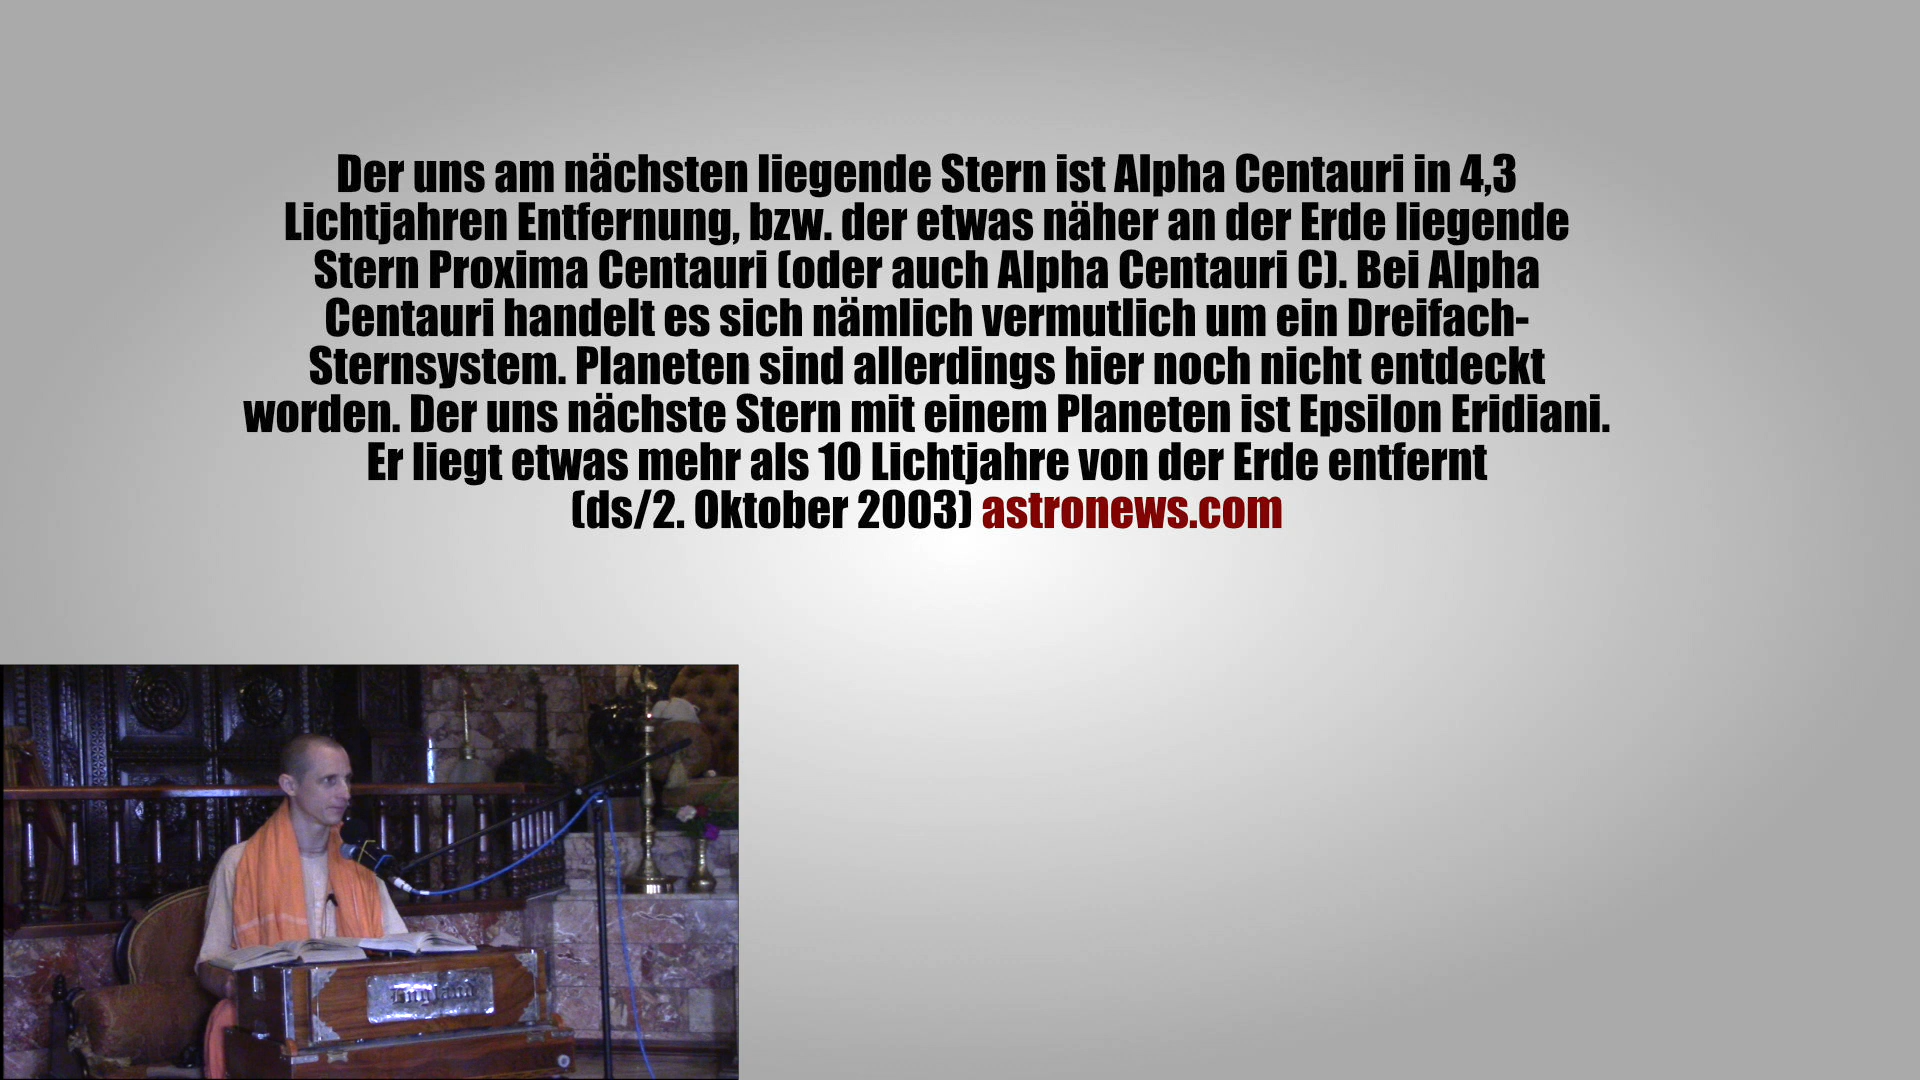 Der uns am nächsten liegende Stern ist Alpha Centauri in 4,3
Lichtjahren Entfernung, bzw. der etwas näher an der Erde liegende
Stern Proxima Centauri (oder auch Alpha Centauri C). Bei Alpha
Centauri handelt es sich nämlich vermutlich um ein Dreifach-
Sternsystem. Planeten sind allerdings hier noch nicht entdeckt
worden. Der uns nächste Stern mit einem Planeten ist Epsilon Eridiani.
Er liegt etwas mehr als 10 Lichtjahre von der Erde entfernt
(ds/2. Oktober 2003) astronews.com
England